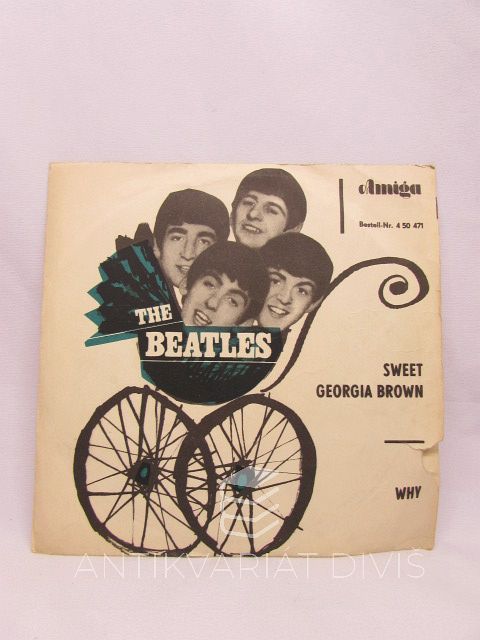 Amiga
Bestell-Nr. 4 50 471
THE
BEATLES
SWEET
GEORGIA BROWN
WHY
ANTIKVARIÁT DIVIŠ